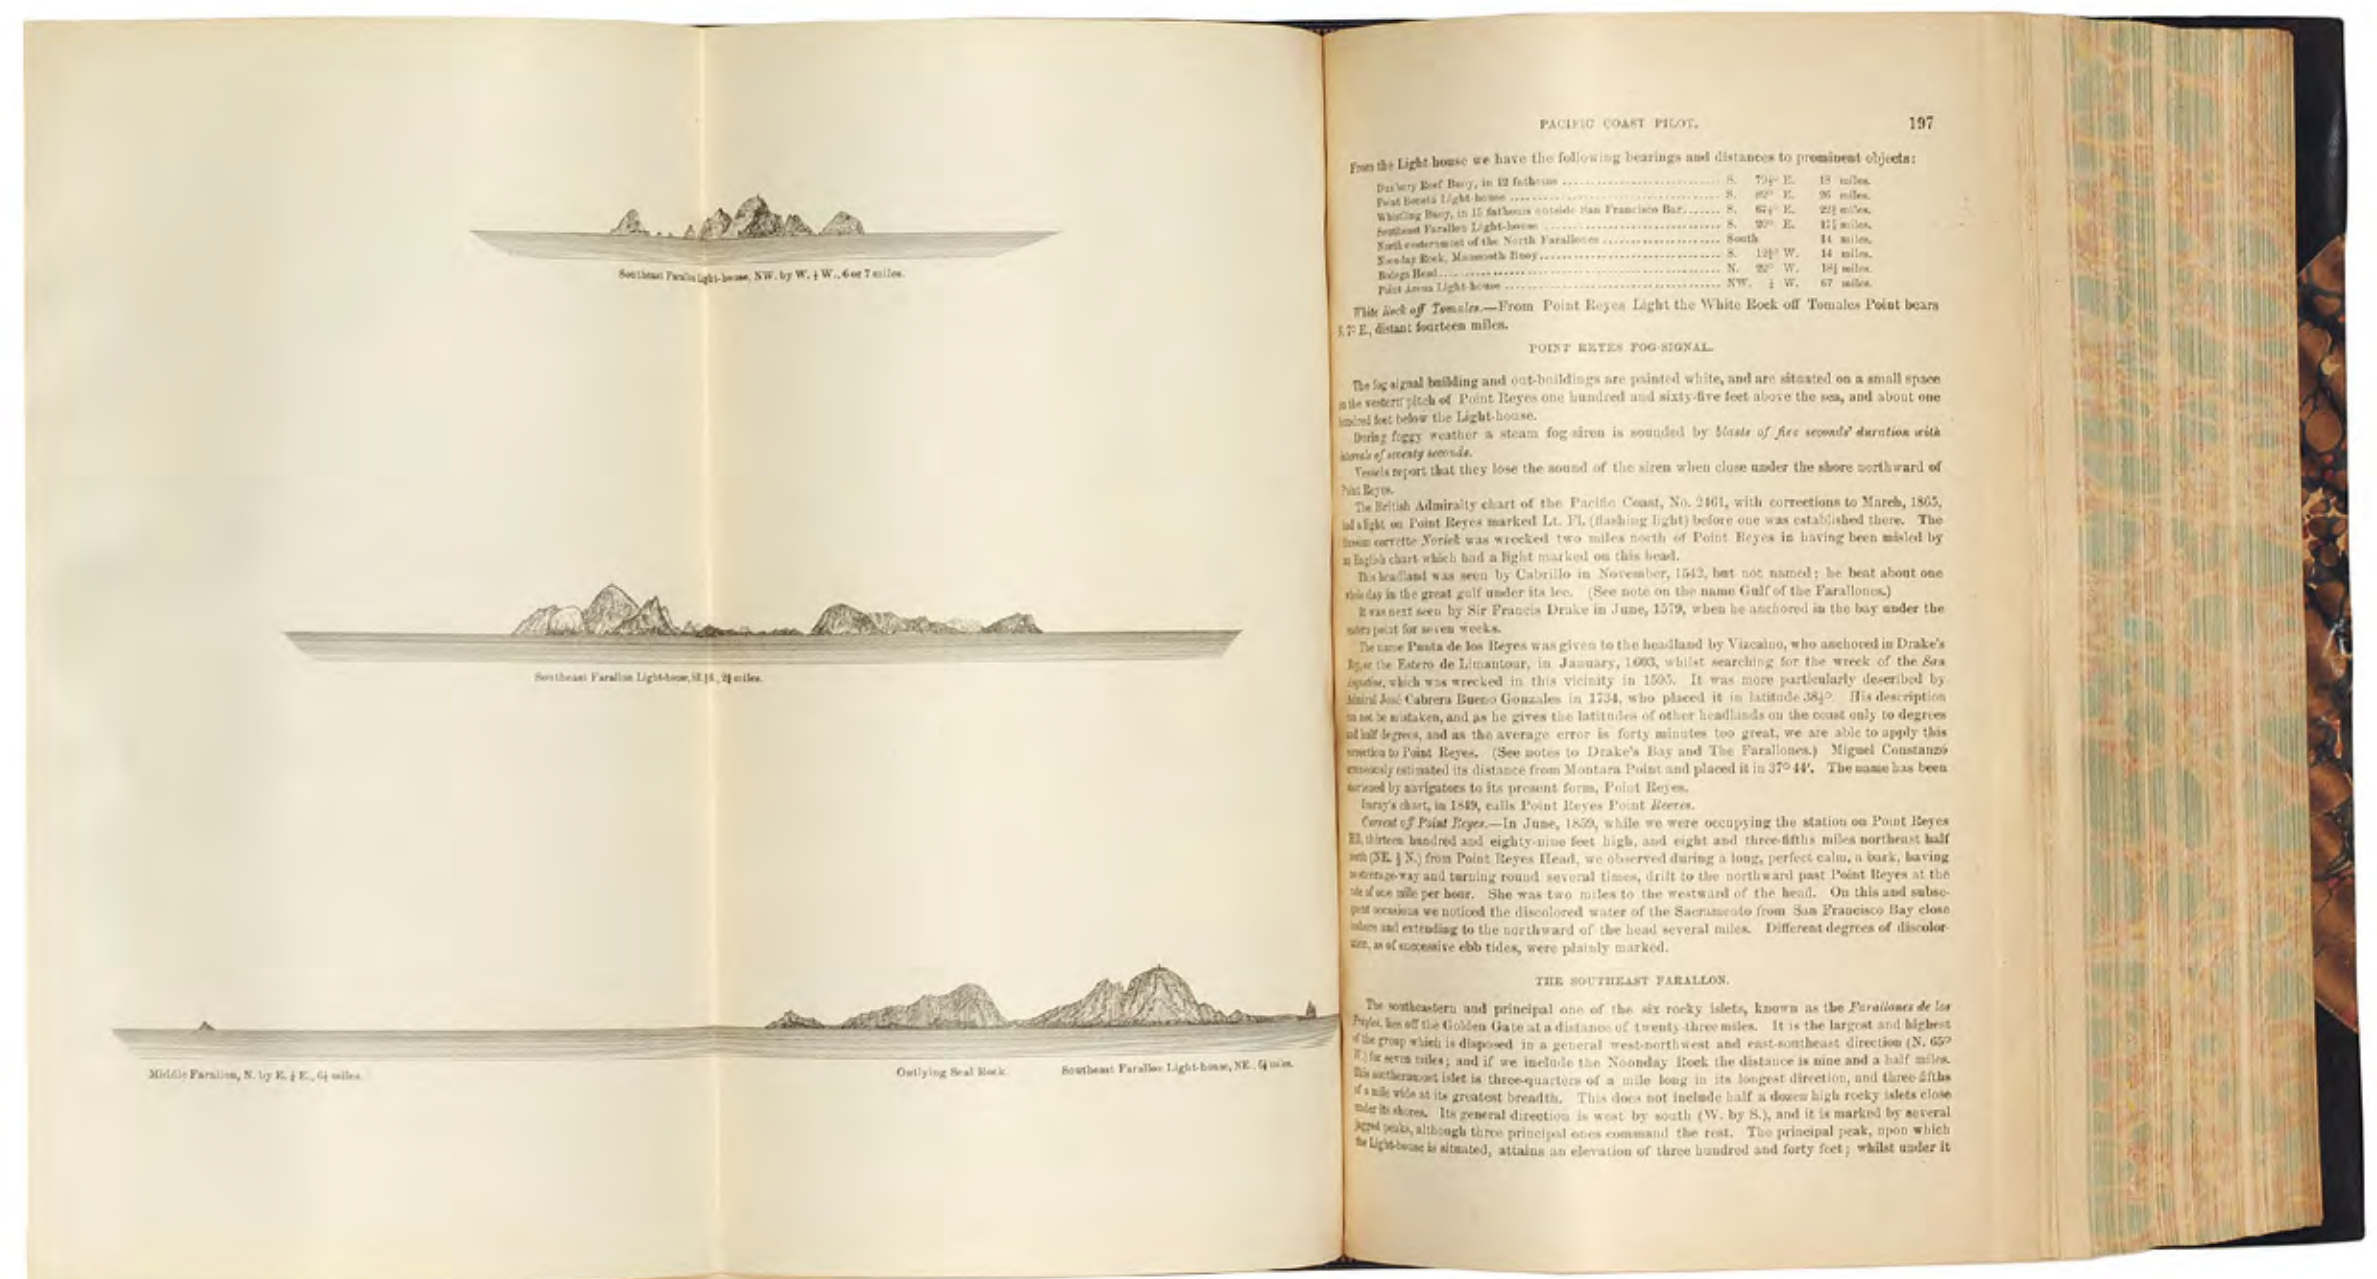 Southeast Farallon Light-house, NW. by W. ½ W., 6 or 7 miles.
Southeast Farallon Light-house, miles.
Middle Farallon, N. by E. ½ E., miles.
Outlying Seal Rock.
Southeast Farallon Light-house, NE., miles.
PACIFIC COAST PILOT. 197
From the Light-house we have the following bearings and distances to prominent objects:
Duxbury Reef Buoy, in 12 fathoms S. E. 18 miles.
Point Bonita Light-house S. E. 26 miles.
Whistling Buoy, in 15 fathoms outside San Francisco Bar S. E. miles.
Southeast Farallon Light-house S. E. miles.
Northwesternmost of the North Farallones South 14 miles.
Noonday Rock, Mammoth Buoy S. W. 14 miles.
Bodega Head N. W. miles.
Point Arena Light-house NW. W. 67 miles.
White Rock off Tomales.—From Point Reyes Light the White Rock off Tomales Point bears
E., distant fourteen miles.
POINT REYES FOG-SIGNAL.
The fog signal building and out-buildings are painted white, and are situated on a small space
the western pitch of Point Reyes one hundred and sixty-five feet above the sea, and about one
hundred feet below the Light-house.
During foggy weather a steam fog-siren is sounded by blasts of five seconds' duration with
intervals of seventy seconds.
Vessels report that they lose the sound of the siren when close under the shore northward of
Point Reyes.
The British Admiralty chart of the Pacific Coast, No. 2461, with corrections to March, 1865,
had a light on Point Reyes marked Lt. Fl. (flashing light) before one was established there. The
Russian corvette Norick was wrecked two miles north of Point Reyes in having been misled by
an English chart which had a light marked on this head.
This headland was seen by Cabrillo in November, 1542, but not named; he beat about one
whole day in the great gulf under its lee. (See note on the name Gulf of the Farallones.)
It was next seen by Sir Francis Drake in June, 1579, when he anchored in the bay under the
point for seven weeks.
The name Punta de los Reyes was given to the headland by Vizcaino, who anchored in Drake's
Bay, or the Estero de Limantour, in January, 1603, whilst searching for the wreck of the San
Augustine, which was wrecked in this vicinity in 1595. It was more particularly described by
Admiral José Cabrera Bueno Gonzales in 1734, who placed it in latitude 38½°. His description
can not be mistaken, and as he gives the latitudes of other headlands on the coast only to degrees
and half degrees, and as the average error is forty minutes too great, we are able to apply this
correction to Point Reyes. (See notes to Drake's Bay and The Farallones.) Miguel Constanzó
erroneously estimated its distance from Montara Point and placed it in 37° 44'. The name has been
shortened by navigators to its present form, Point Reyes.
Imray's chart, in 1849, calls Point Reyes Point Reeves.
Current off Point Reyes.—In June, 1859, while we were occupying the station on Point Reyes
Hill, thirteen hundred and eighty-nine feet high, and eight and three-fifths miles northeast half
north (NE. ½ N.) from Point Reyes Head, we observed during a long, perfect calm, a bark, having
no steerage-way and turning round several times, drift to the northward past Point Reyes at the
rate of one mile per hour. She was two miles to the westward of the head. On this and subse-
quent occasions we noticed the discolored water of the Sacramento from San Francisco Bay close
inshore and extending to the northward of the head several miles. Different degrees of discolor-
ation, as of successive ebb tides, were plainly marked.
THE SOUTHEAST FARALLON.
The southeastern and principal one of the six rocky islets, known as the Farallones de los
Frayles, lies off the Golden Gate at a distance of twenty-three miles. It is the largest and highest
of the group which is disposed in a general west-northwest and east-southeast direction (N. 65°
W.) for seven miles; and if we include the Noonday Rock the distance is nine and a half miles.
This southernmost islet is three-quarters of a mile long in its longest direction, and three-fifths
of a mile wide at its greatest breadth. This does not include half a dozen high rocky islets close
under its shores. Its general direction is west by south (W. by S.), and it is marked by several
jagged peaks, although three principal ones command the rest. The principal peak, upon which
the Light-house is situated, attains an elevation of three hundred and forty feet; whilst under it